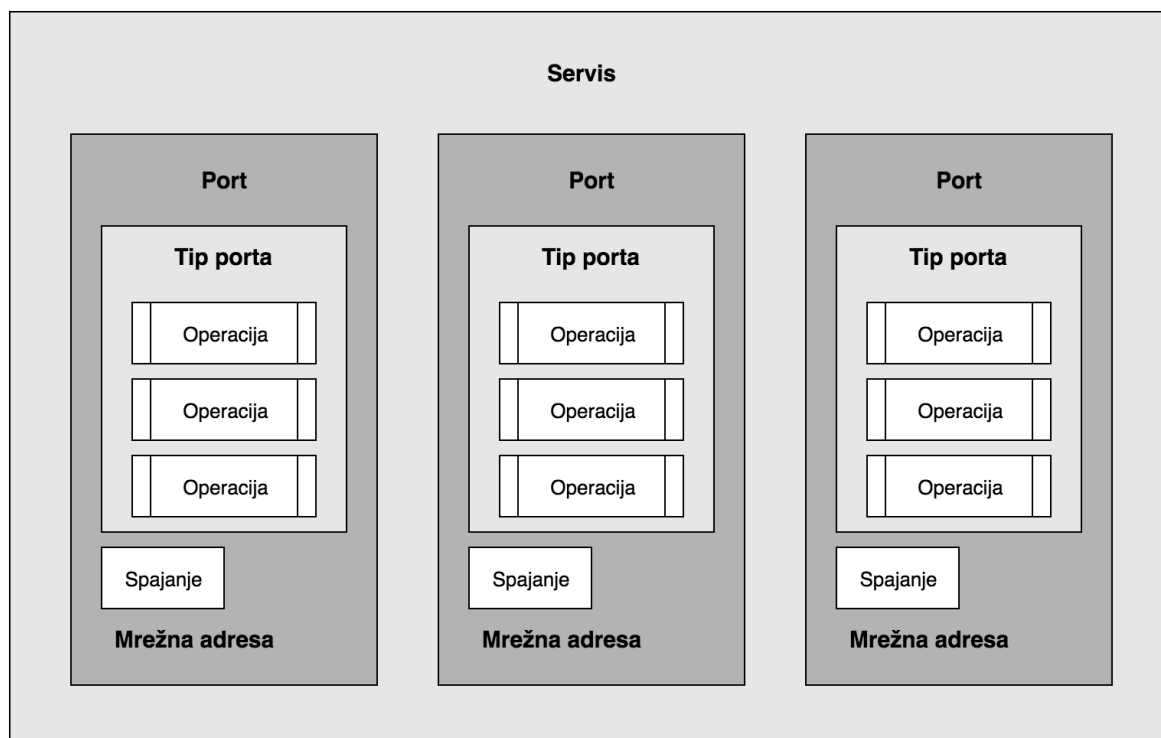 Servis
Port
Tip porta
Operacija
Operacija
Operacija
Spajanje
Mrežna adresa
Port
Tip porta
Operacija
Operacija
Operacija
Spajanje
Mrežna adresa
Port
Tip porta
Operacija
Operacija
Operacija
Spajanje
Mrežna adresa